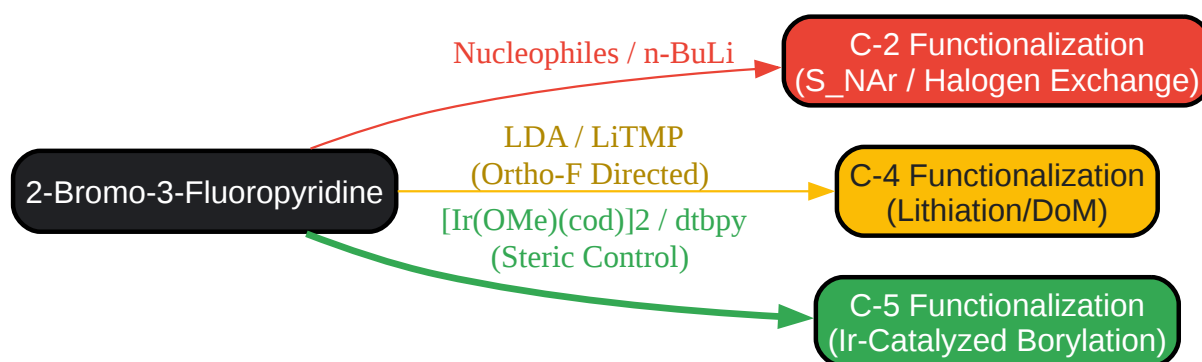 Nucleophiles / n-BuLi
C-2 Functionalization
(S_NAr / Halogen Exchange)
2-Bromo-3-Fluoropyridine
LDA / LiTMP
(Ortho-F Directed)
C-4 Functionalization
(Lithiation/DoM)
[Ir(OMe)(cod)]2 / dtbpy
(Steric Control)
C-5 Functionalization
(Ir-Catalyzed Borylation)